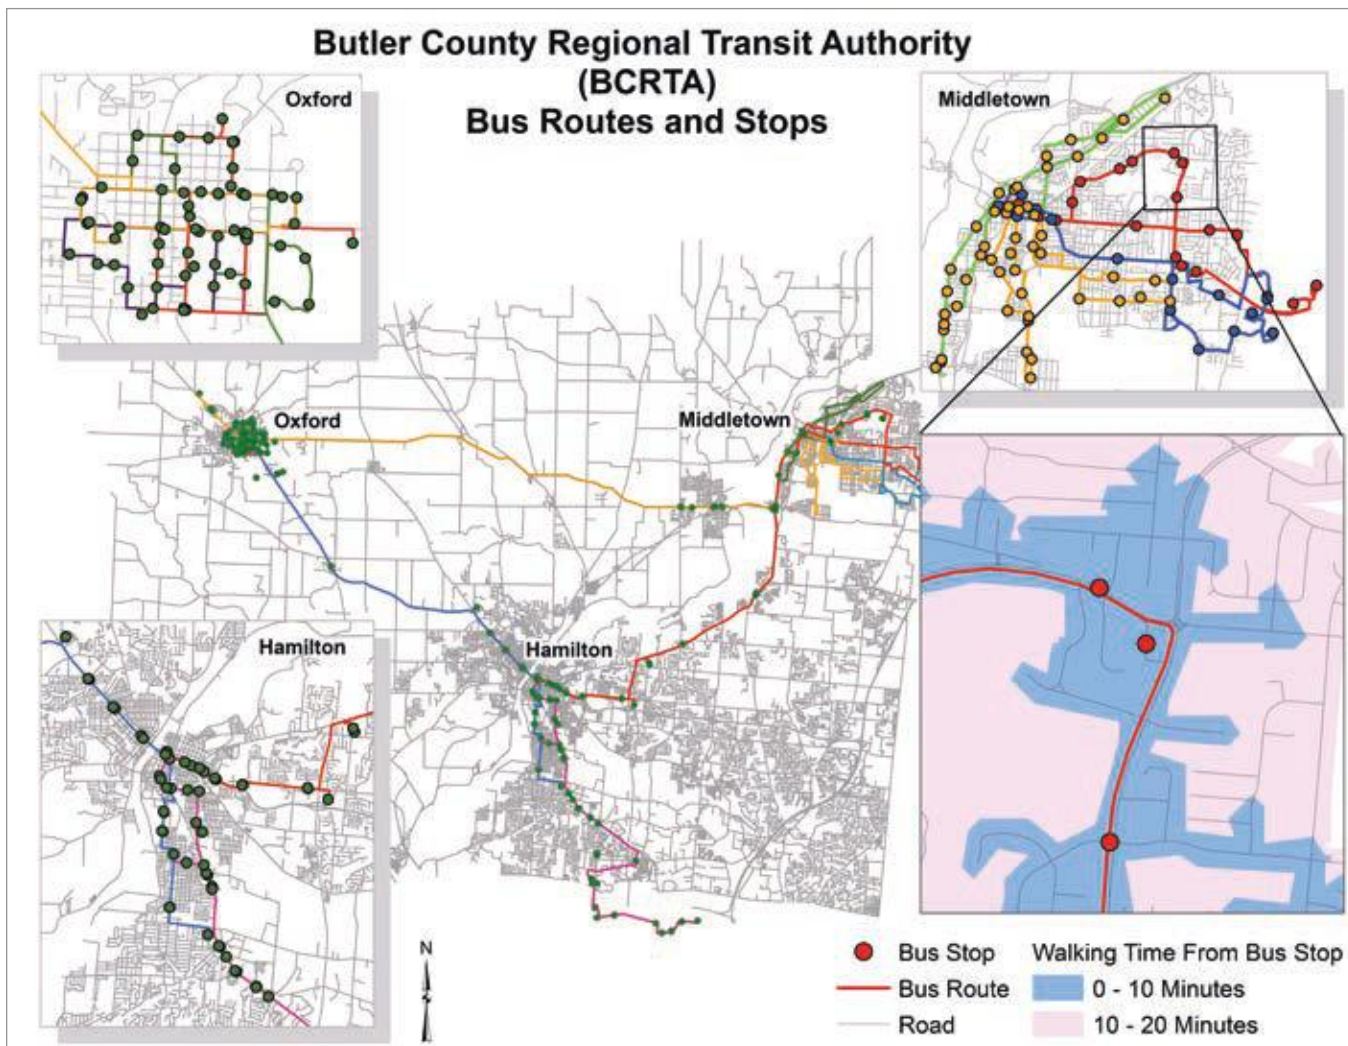 Butler County Regional Transit Authority
(BCRTA)
Bus Routes and Stops
Oxford
Middletown
Oxford
Middletown
Hamilton
Hamilton
N
Bus Stop
Bus Route
Road
Walking Time From Bus Stop
0 - 10 Minutes
10 - 20 Minutes